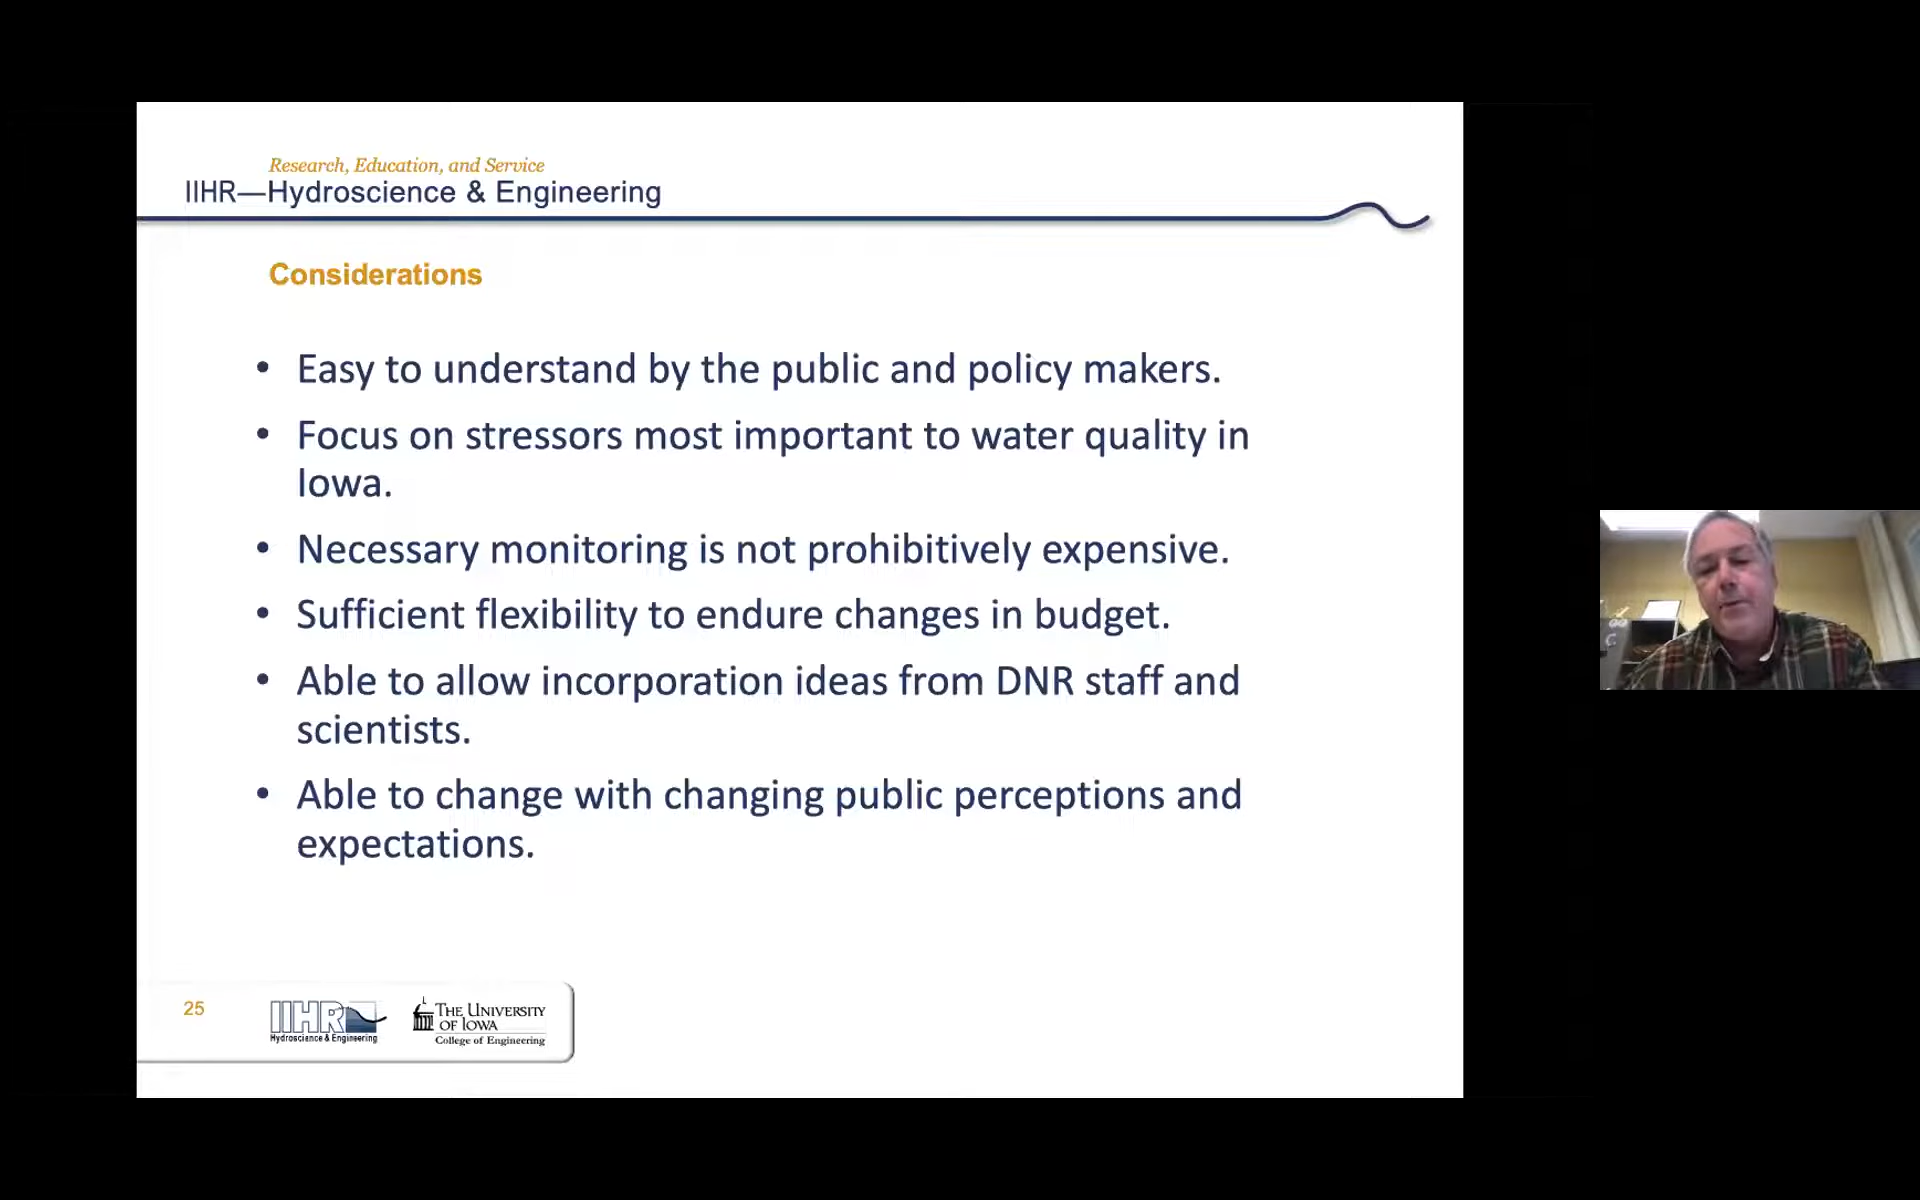 Research, Education, and Service
IIHR—Hydroscience & Engineering
Considerations
• Easy to understand by the public and policy makers.
• Focus on stressors most important to water quality in
Iowa.
• Necessary monitoring is not prohibitively expensive.
• Sufficient flexibility to endure changes in budget.
• Able to allow incorporation ideas from DNR staff and
scientists.
• Able to change with changing public perceptions and
expectations.
25
IIHR
Hydroscience & Engineering
THE UNIVERSITY
OF IOWA
College of Engineering